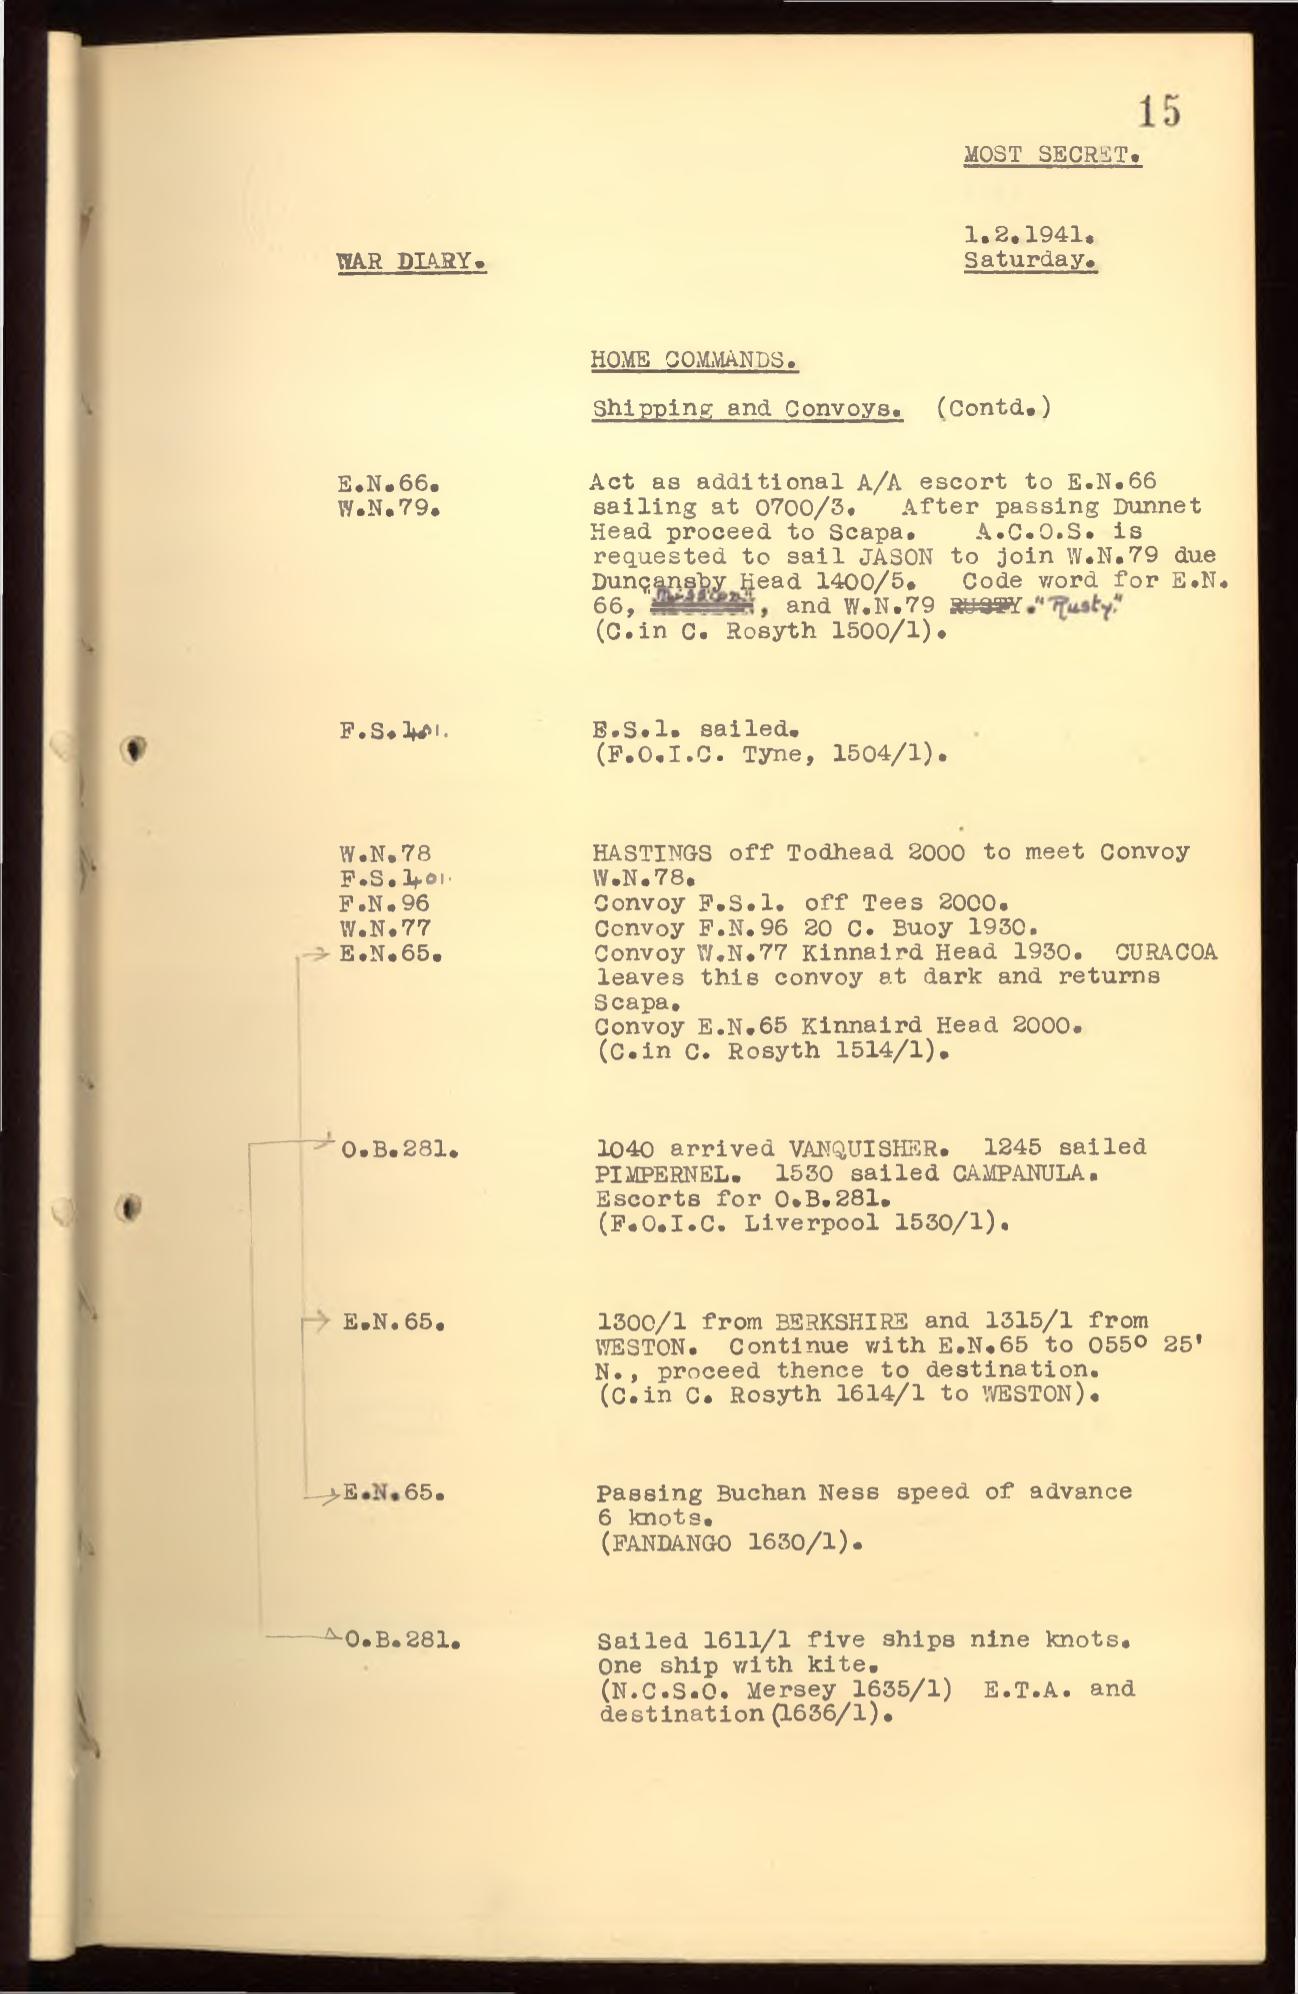 15
MOST SECRET.
1.2.1941.
WAR DIARY. Saturday.
HOME COMMANDS.
Shipping and Convoys. (Contd.)
E.N.66. Act as additional A/A escort to E.N.66
W.N.79. sailing at 0700/3. After passing Dunnet
Head proceed to Scapa. A.C.O.S. is
requested to sail JASON to join W.N.79 due
Duncansby Head 1400/5. Code word for E.N.
66, "Mission", and W.N.79 RUSTY. "Rusty."
(C.in C. Rosyth 1500/1).
F.S.1.01. E.S.1. sailed.
(F.O.I.C. Tyne, 1504/1).
W.N.78 HASTINGS off Todhead 2000 to meet Convoy
F.S.401. W.N.78.
F.N.96 Convoy F.S.1. off Tees 2000.
W.N.77 Convoy F.N.96 20 C. Buoy 1930.
E.N.65. Convoy W.N.77 Kinnaird Head 1930. CURACOA
leaves this convoy at dark and returns
Scapa.
Convoy E.N.65 Kinnaird Head 2000.
(C.in C. Rosyth 1514/1).
O.B.281. 1040 arrived VANQUISHER. 1245 sailed
PIMPERNEL. 1530 sailed CAMPANULA.
Escorts for O.B.281.
(F.O.I.C. Liverpool 1530/1).
E.N.65. 1300/1 from BERKSHIRE and 1315/1 from
WESTON. Continue with E.N.65 to 055º 25'
N., proceed thence to destination.
(C.in C. Rosyth 1614/1 to WESTON).
E.N.65. Passing Buchan Ness speed of advance
6 knots.
(FANDANGO 1630/1).
O.B.281. Sailed 1611/1 five ships nine knots.
One ship with kite.
(N.C.S.O. Mersey 1635/1) E.T.A. and
destination (1636/1).